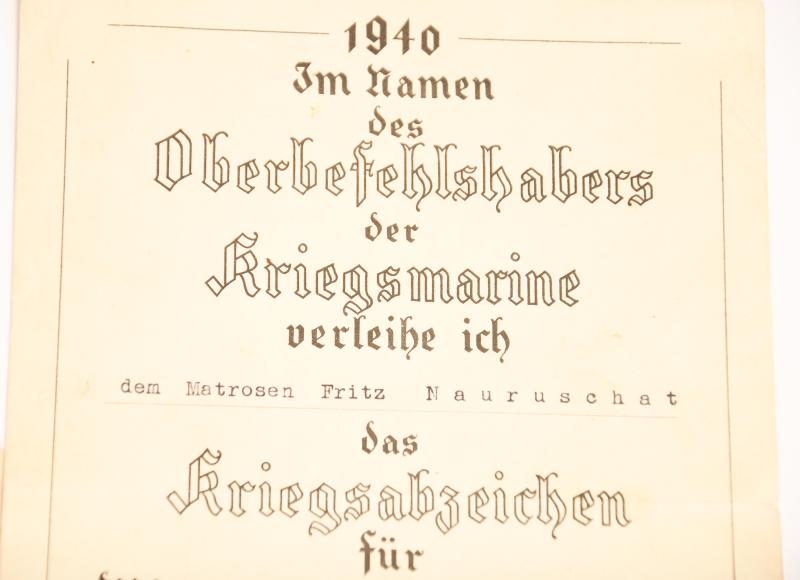 1940
Im Namen
des
Oberbefehlshabers
der
Kriegsmarine
verleihe ich
dem Matrosen Fritz Nauruschat
das
Kriegsabzeichen
für